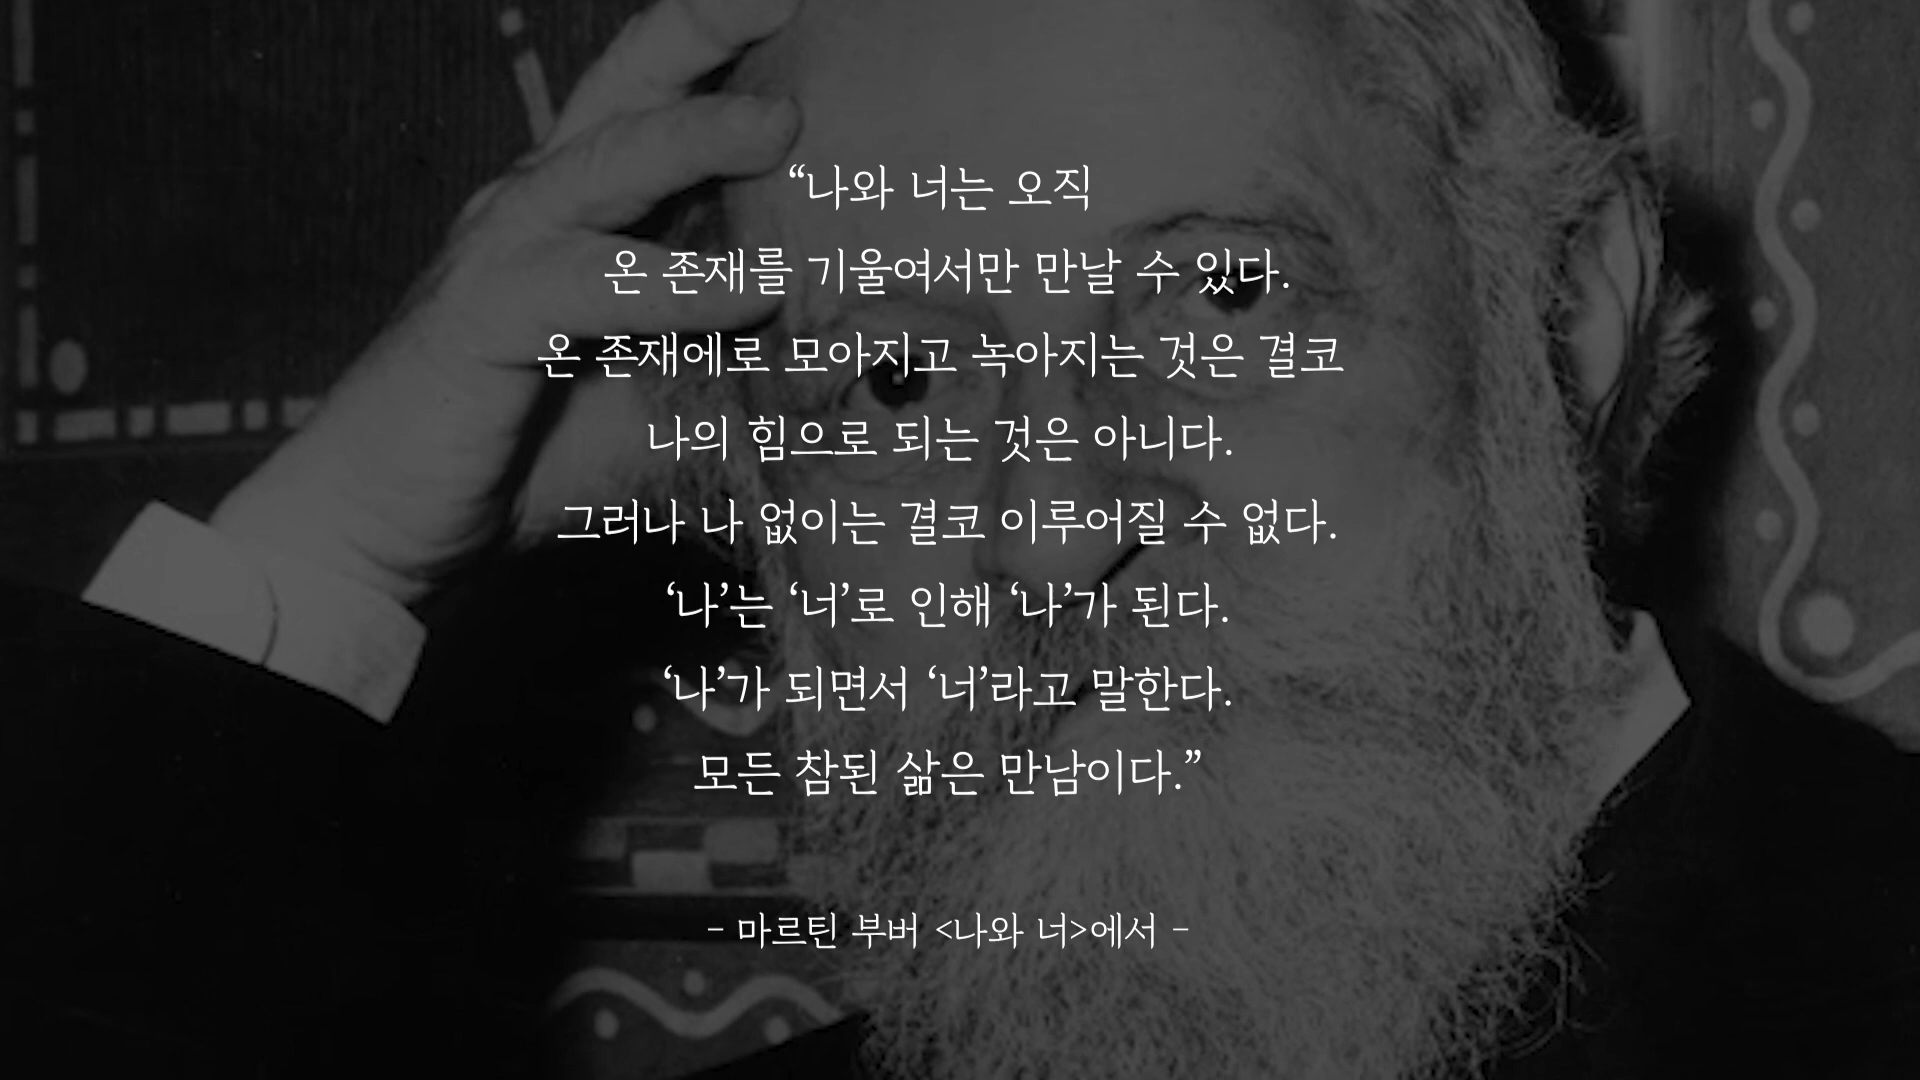 “나와 너는 오직
온 존재를 기울여서만 만날 수 있다.
온 존재에로 모아지고 녹아지는 것은 결코
나의 힘으로 되는 것은 아니다.
그러나 나 없이는 결코 이루어질 수 없다.
‘나’는 ‘너’로 인해 ‘나’가 된다.
‘나’가 되면서 ‘너’라고 말한다.
모든 참된 삶은 만남이다.”
- 마르틴 부버 <나와 너>에서 -